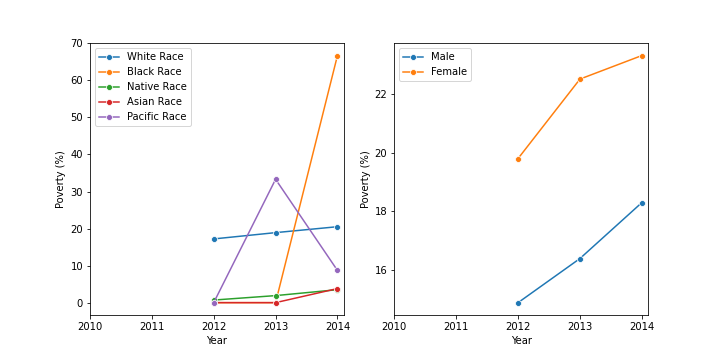 70
60
50
40
30
20
10
0
Poverty (%)
2010 2011 2012 2013 2014
Year
White Race
Black Race
Native Race
Asian Race
Pacific Race
22
20
18
16
Poverty (%)
2010 2011 2012 2013 2014
Year
Male
Female